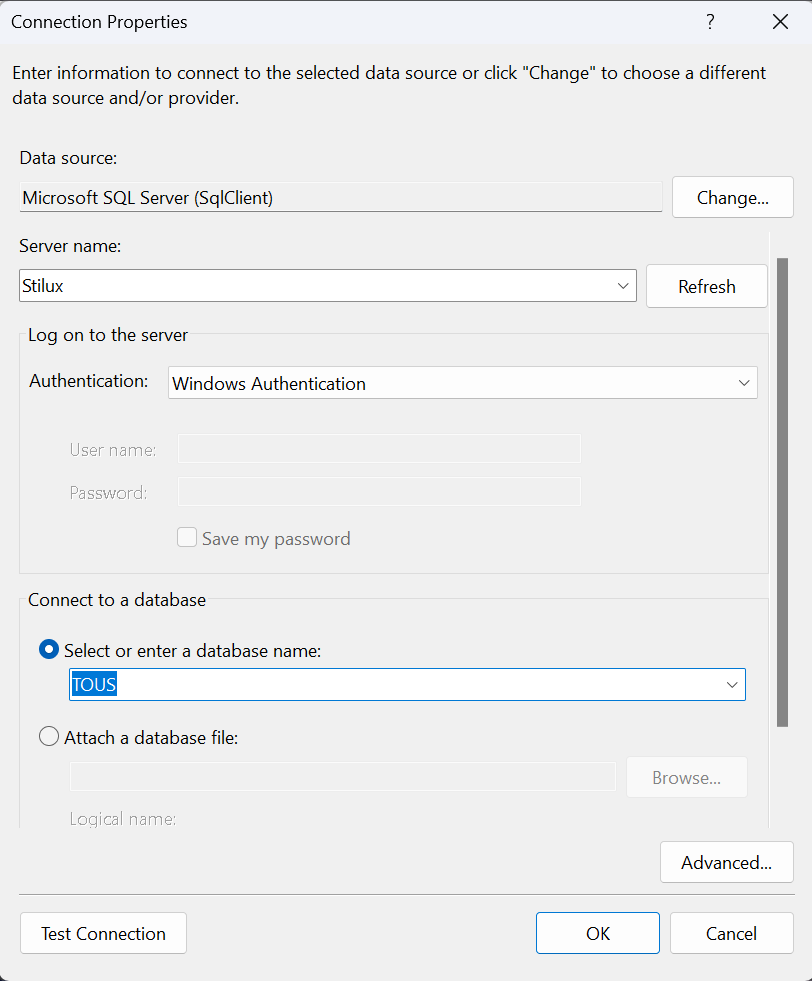 Connection Properties
?
Enter information to connect to the selected data source or click "Change" to choose a different
data source and/or provider.
Data source:
Microsoft SQL Server (SqlClient)
Change...
Server name:
Stilux
Refresh
Log on to the server
Authentication:
Windows Authentication
User name:
Password:
Save my password
Connect to a database
Select or enter a database name:
TOUS
Attach a database file:
Browse...
Logical name:
Advanced...
Test Connection
OK
Cancel